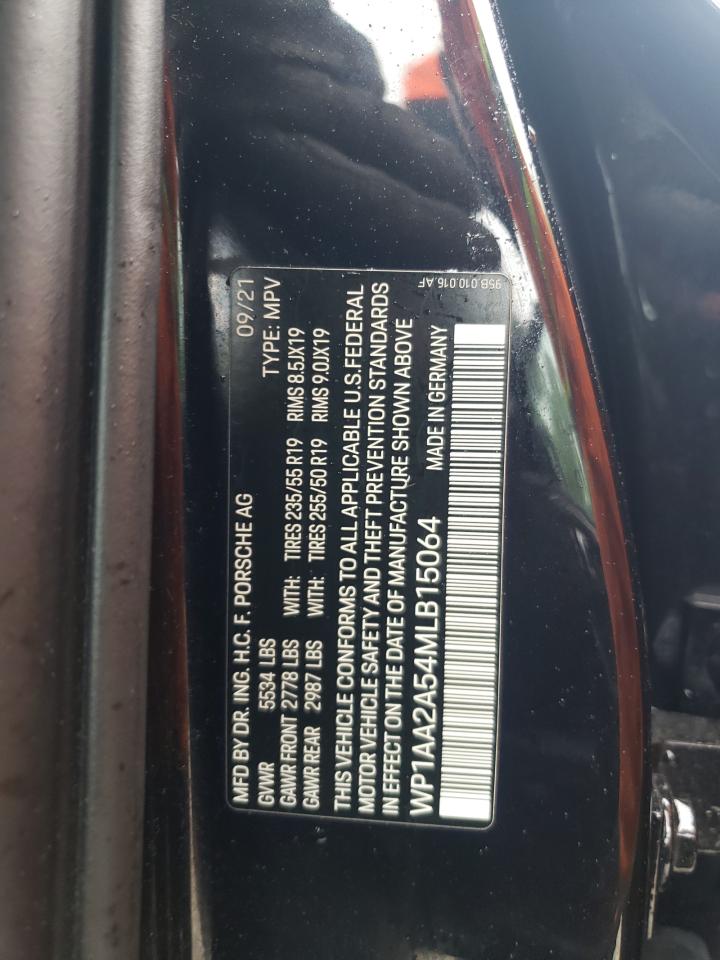 MFD BY DR. ING. H.C. F. PORSCHE AG 09/21
GVWR 5534 LBS TYPE: MPV
GAWR FRONT 2778 LBS WITH: TIRES 235/55 R19 RIMS 8.5JX19
GAWR REAR 2987 LBS WITH: TIRES 255/50 R19 RIMS 9.0JX19
THIS VEHICLE CONFORMS TO ALL APPLICABLE U.S.FEDERAL
MOTOR VEHICLE SAFETY AND THEFT PREVENTION STANDARDS
IN EFFECT ON THE DATE OF MANUFACTURE SHOWN ABOVE
WP1AA2A54MLB15064 MADE IN GERMANY
95B.010.016.AF